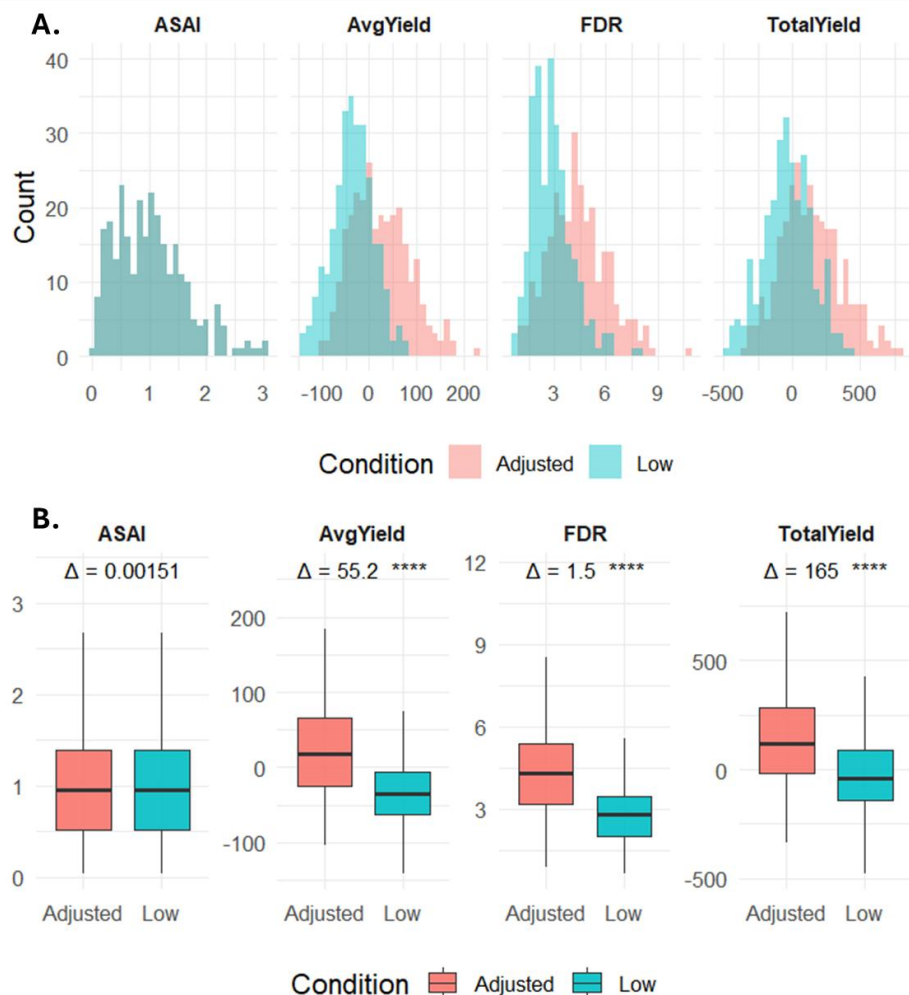 A.
ASAI AvgYield FDR TotalYield
Count
40
30
20
10
0
0 1 2 3 -100 0 100 200 3 6 9 -500 0 500
Condition Adjusted Low
B.
ASAI AvgYield FDR TotalYield
Δ = 0.00151 Δ = 55.2 **** Δ = 1.5 **** Δ = 165 ****
3
2
1
0
200
100
0
-100
12
9
6
3
500
0
-500
Adjusted Low Adjusted Low Adjusted Low Adjusted Low
Condition Adjusted Low